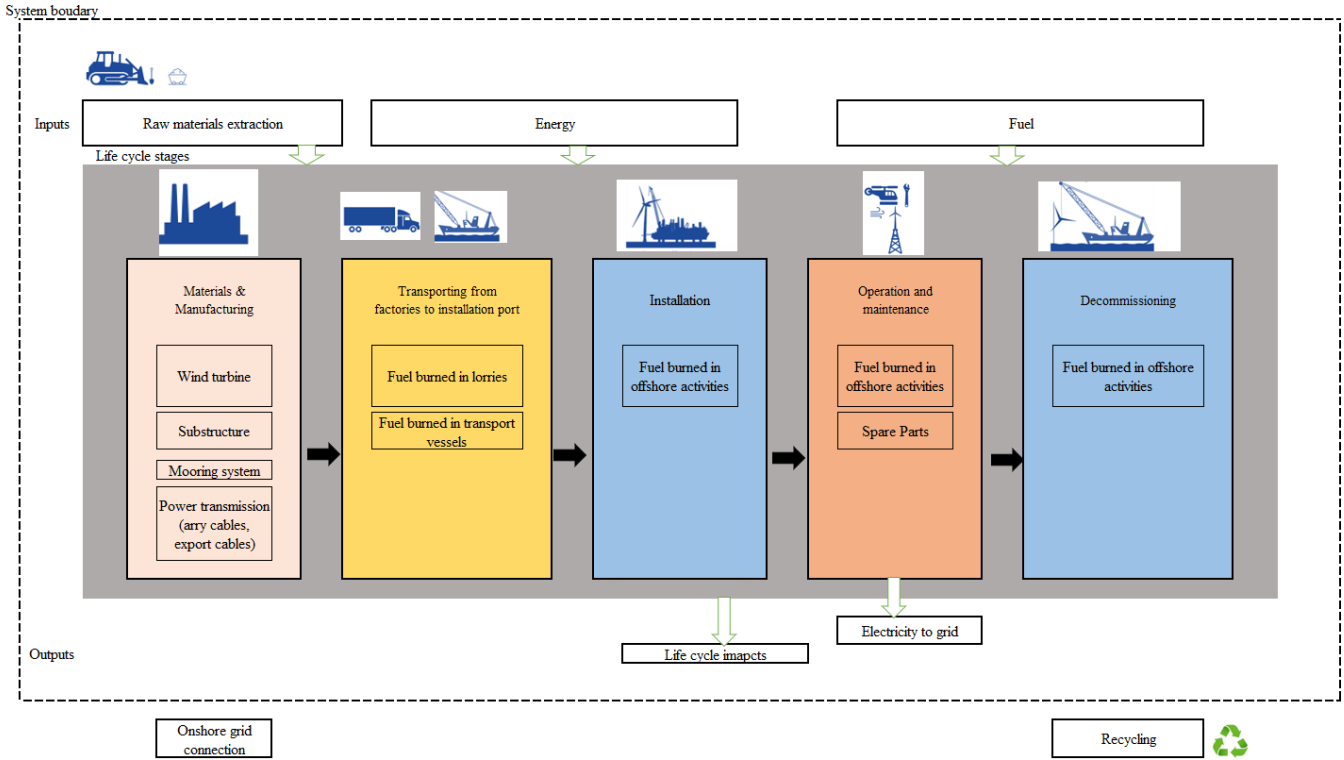 System boudary
Inputs
Raw materials extraction
Energy
Fuel
Life cycle stages
Materials &
Manufacturing
Wind turbine
Substructure
Mooring system
Power transmission
(arry cables,
export cables)
Transporting from
factories to installation port
Fuel burned in lorries
Fuel burned in transport
vessels
Installation
Fuel burned in
offshore activities
Operation and
maintenance
Fuel burned in
offshore activities
Spare Parts
Decommissioning
Fuel burned in offshore
activities
Electricity to grid
Outputs
Life cycle imapcts
Onshore grid
connection
Recycling